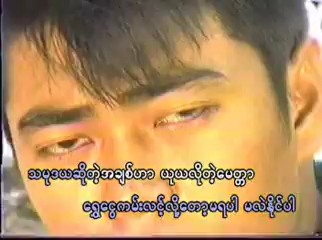 သမုဒယဆိုတဲ့အချစ်ဟာ ယုယလိုတဲ့မေတ္တာ
ရွှေငွေကမ်းလင့်လို့တော့မရပါ မလဲနိုင်ပါ